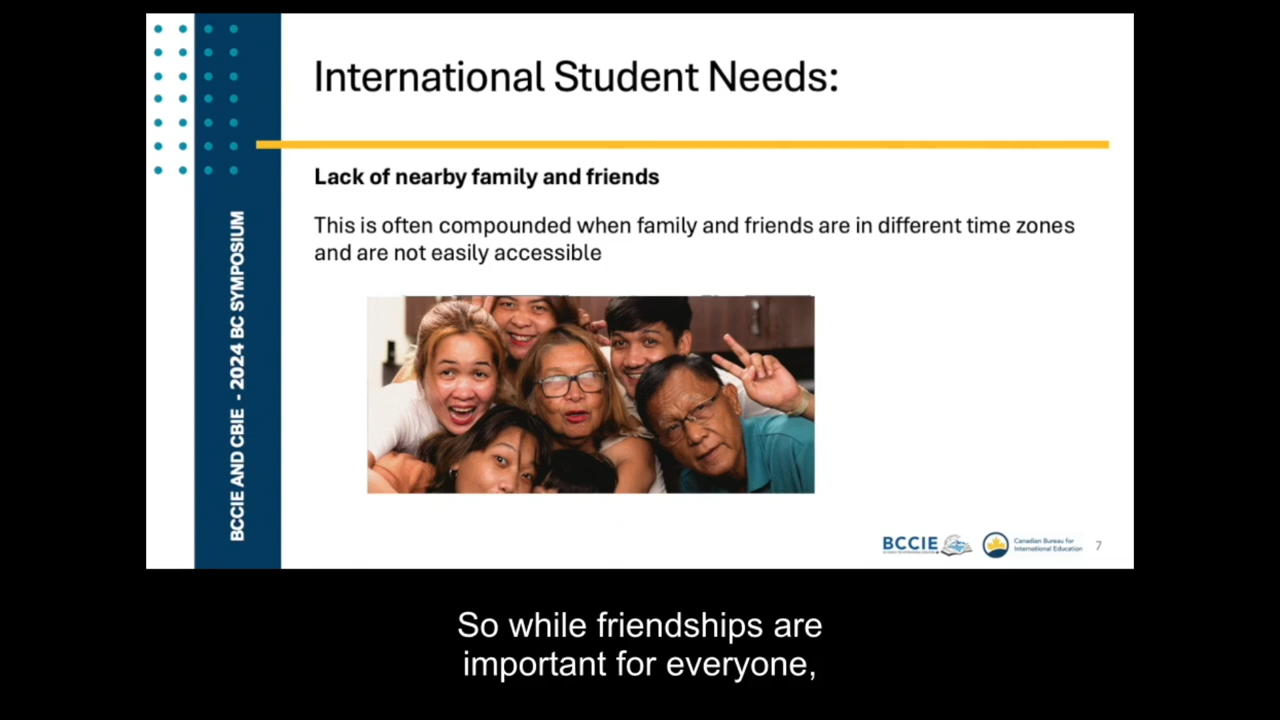 International Student Needs:
Lack of nearby family and friends
This is often compounded when family and friends are in different time zones
and are not easily accessible
BCCIE AND CBIE - 2024 BC SYMPOSIUM
BCCIE
Canadian Bureau for
International Education
7
So while friendships are
important for everyone,